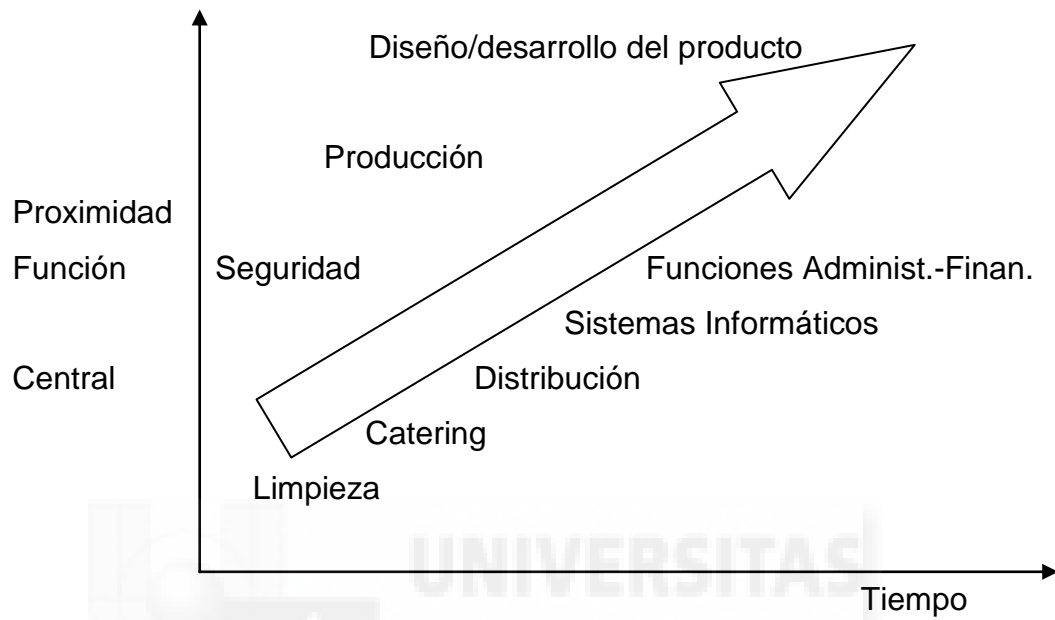 Diseño/desarrollo del producto
Producción
Proximidad
Función
Seguridad
Funciones Administ.-Finan.
Sistemas Informáticos
Central
Distribución
Catering
Limpieza
UNIVERSITAS
Tiempo